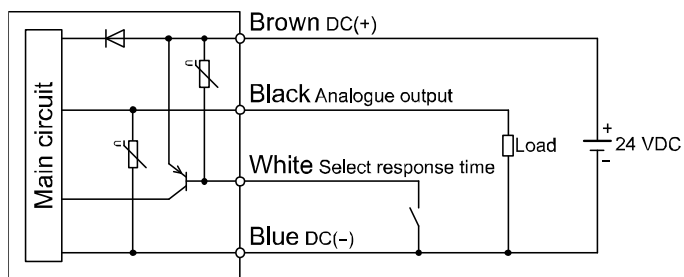 Main circuit
Brown DC(+)
Black Analogue output
White Select response time
Blue DC(−)
Load
+
24 VDC
−
U
U